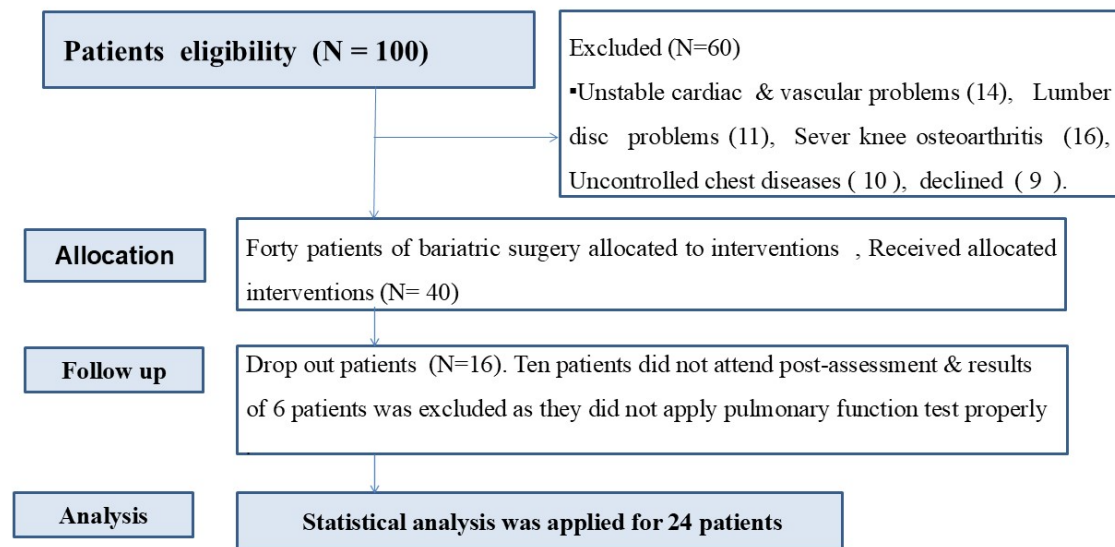 Patients eligibility (N = 100)
Excluded (N=60)
▪Unstable cardiac & vascular problems (14), Lumber
disc problems (11), Sever knee osteoarthritis (16),
Uncontrolled chest diseases ( 10 ), declined ( 9 ).
Allocation
Forty patients of bariatric surgery allocated to interventions , Received allocated
interventions (N= 40)
Follow up
Drop out patients (N=16). Ten patients did not attend post-assessment & results
of 6 patients was excluded as they did not apply pulmonary function test properly
.
Analysis
Statistical analysis was applied for 24 patients